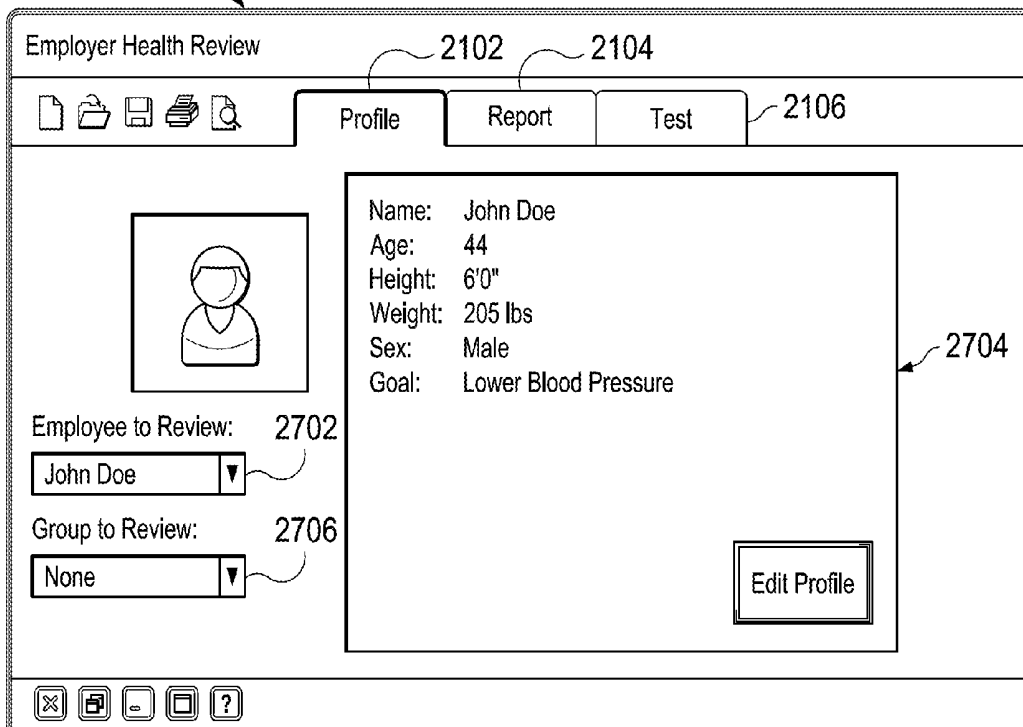 Employer Health Review
2102
2104
Profile
Report
Test
2106
Name: John Doe
Age: 44
Height: 6'0"
Weight: 205 lbs
Sex: Male
Goal: Lower Blood Pressure
2704
Employee to Review:
2702
John Doe
Group to Review:
2706
None
Edit Profile
?